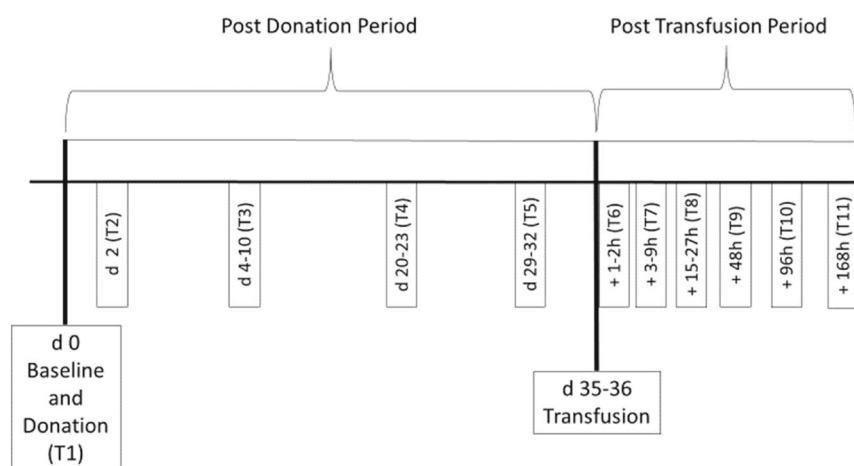 Post Donation Period
Post Transfusion Period
d 2 (T2)
d 4-10 (T3)
d 20-23 (T4)
d 29-32 (T5)
+ 1-2h (T6)
+ 3-9h (T7)
+ 15-27h (T8)
+ 48h (T9)
+ 96h (T10)
+ 168h (T11)
d 0
Baseline
and
Donation
(T1)
d 35-36
Transfusion